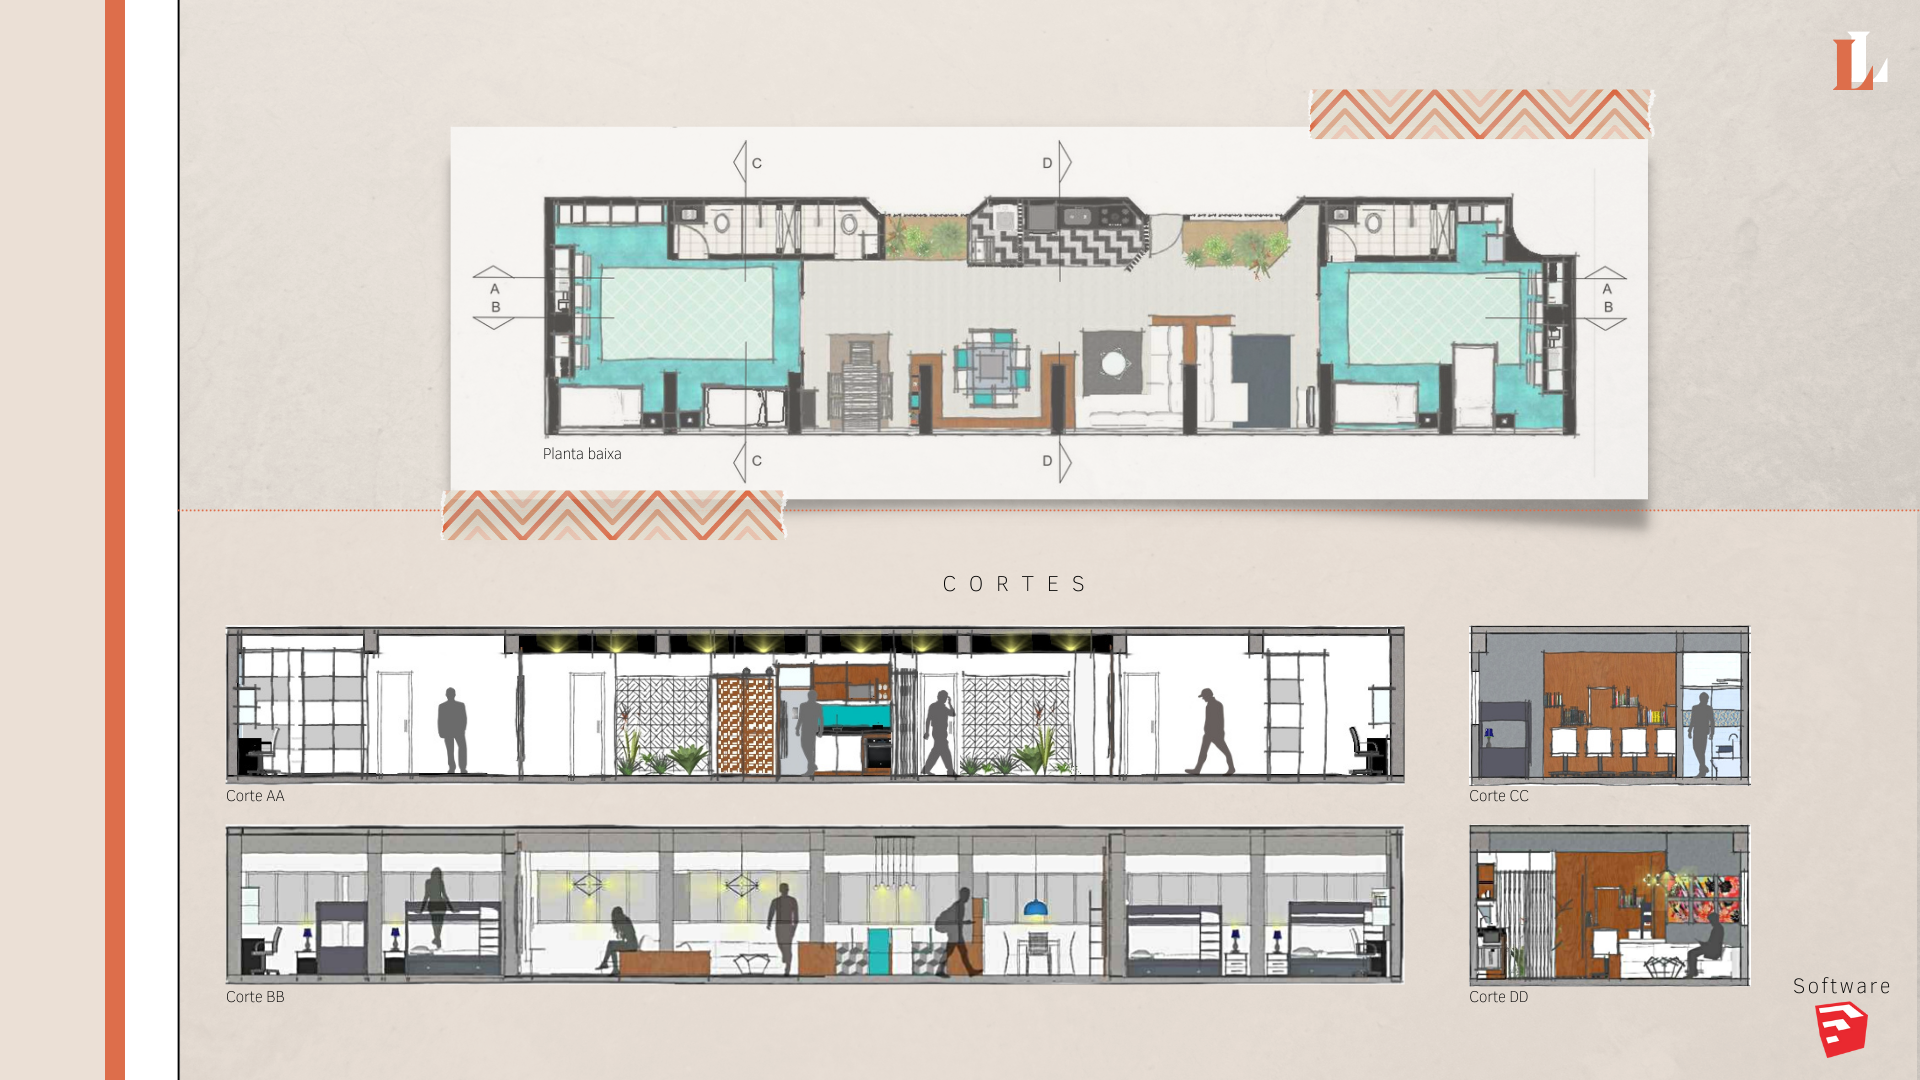 L L
C
D
A
B
A
B
Planta baixa
C
D
CORTES
Corte AA
Corte CC
Corte BB
Corte DD
Software